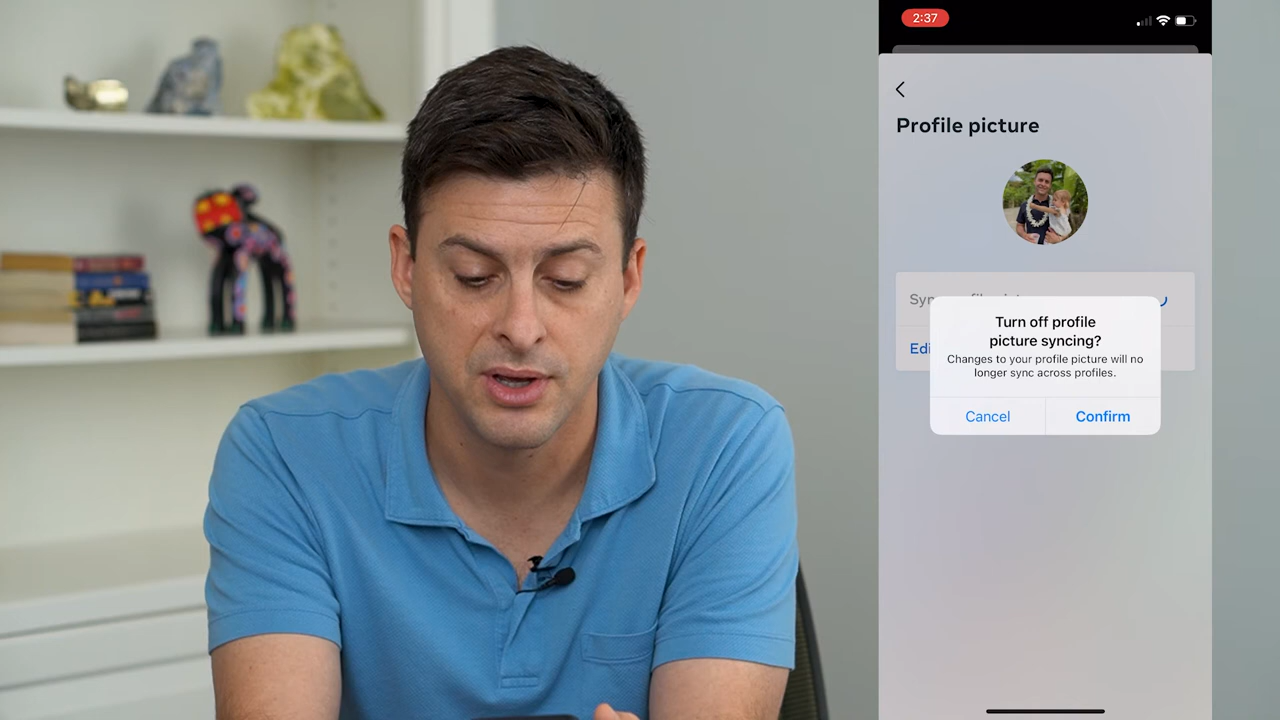 2:37
Profile picture
Turn off profile
picture syncing?
Changes to your profile picture will no
longer sync across profiles.
Cancel
Confirm